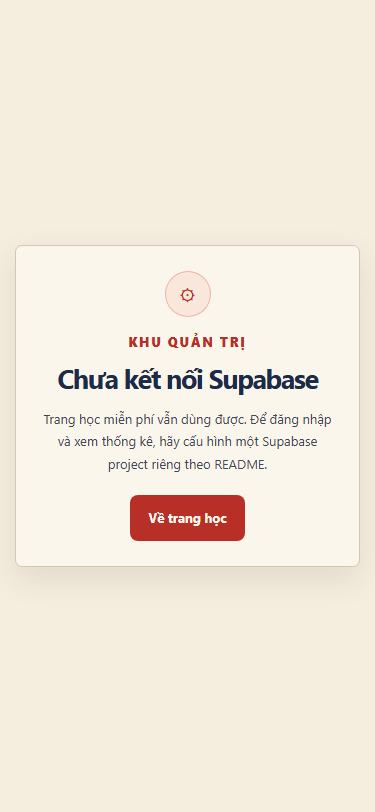 KHU QUẢN TRỊ
Chưa kết nối Supabase
Trang học miễn phí vẫn dùng được. Để đăng nhập
và xem thống kê, hãy cấu hình một Supabase
project riêng theo README.
Về trang học